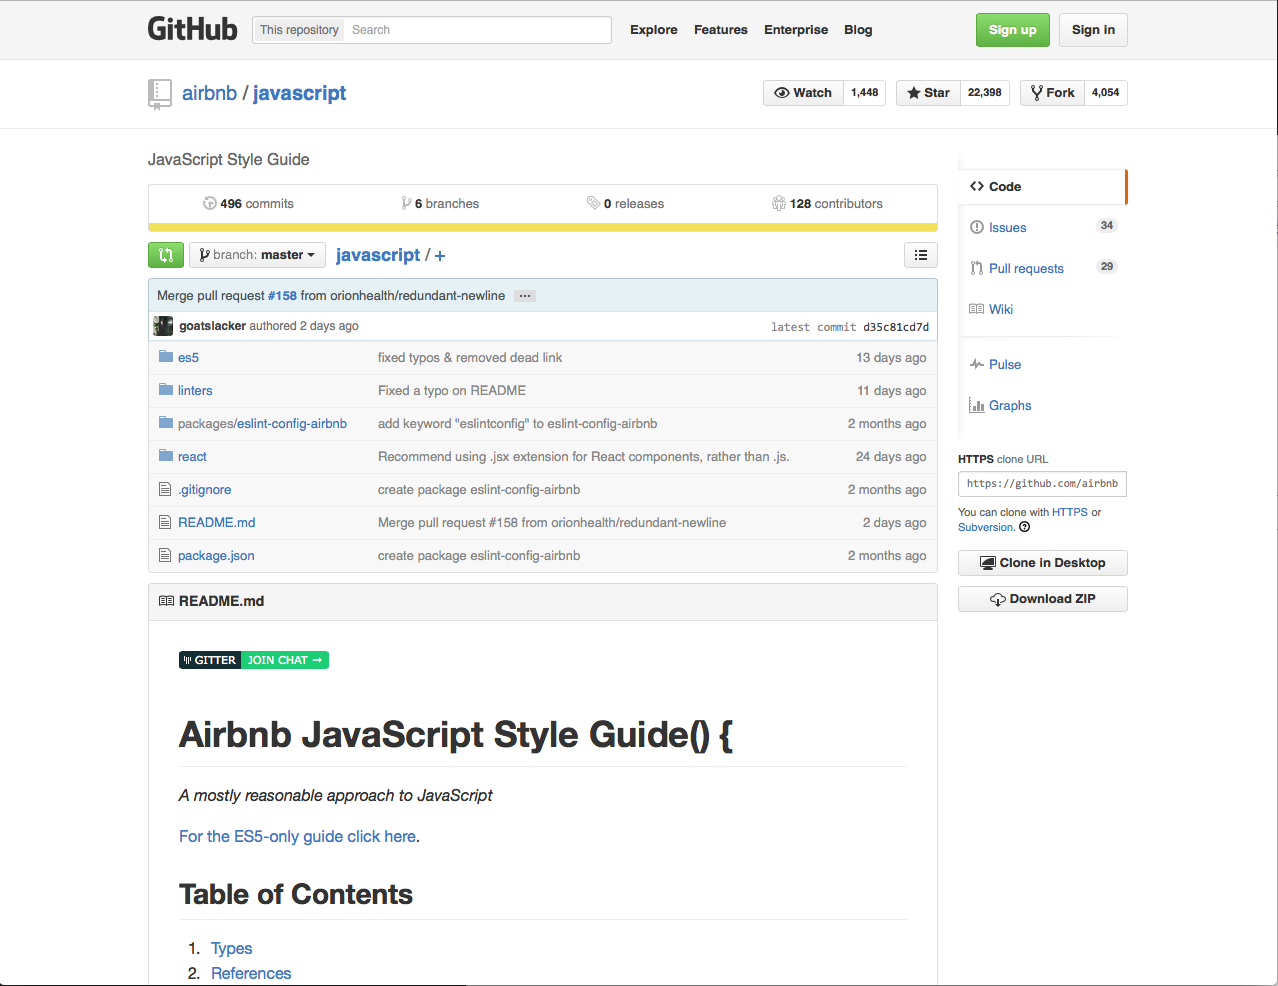 GitHub This repository Search Explore Features Enterprise Blog Sign up Sign in
airbnb / javascript Watch 1,448 Star 22,398 Fork 4,054
JavaScript Style Guide
496 commits 6 branches 0 releases 128 contributors
branch: master javascript / +
Merge pull request #158 from orionhealth/redundant-newline ...
goatslacker authored 2 days ago latest commit d35c81cd7d
es5 fixed typos & removed dead link 13 days ago
linters Fixed a typo on README 11 days ago
packages/eslint-config-airbnb add keyword "eslintconfig" to eslint-config-airbnb 2 months ago
react Recommend using .jsx extension for React components, rather than .js. 24 days ago
.gitignore create package eslint-config-airbnb 2 months ago
README.md Merge pull request #158 from orionhealth/redundant-newline 2 days ago
package.json create package eslint-config-airbnb 2 months ago
README.md
GITTER JOIN CHAT →
Airbnb JavaScript Style Guide() {
A mostly reasonable approach to JavaScript
For the ES5-only guide click here.
Table of Contents
1. Types
2. References
Code
Issues 34
Pull requests 29
Wiki
Pulse
Graphs
HTTPS clone URL
https://github.com/airbnb
You can clone with HTTPS or
Subversion.
Clone in Desktop
Download ZIP